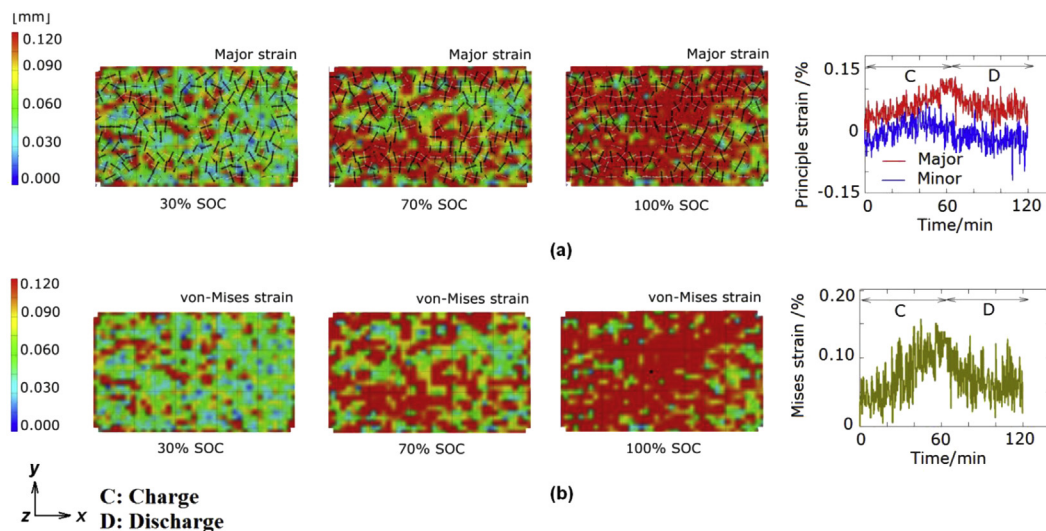 [mm]
0.120
0.090
0.060
0.030
0.000
Major strain
30% SOC
Major strain
70% SOC
Major strain
100% SOC
Principle strain /%
0.15
0
-0.15
C
D
Major
Minor
0
60
120
Time/min
(a)
0.120
0.090
0.060
0.030
0.000
von-Mises strain
30% SOC
von-Mises strain
70% SOC
von-Mises strain
100% SOC
Mises strain /%
0.20
0.10
0
C
D
0
60
120
Time/min
(b)
y
z
x
C: Charge
D: Discharge